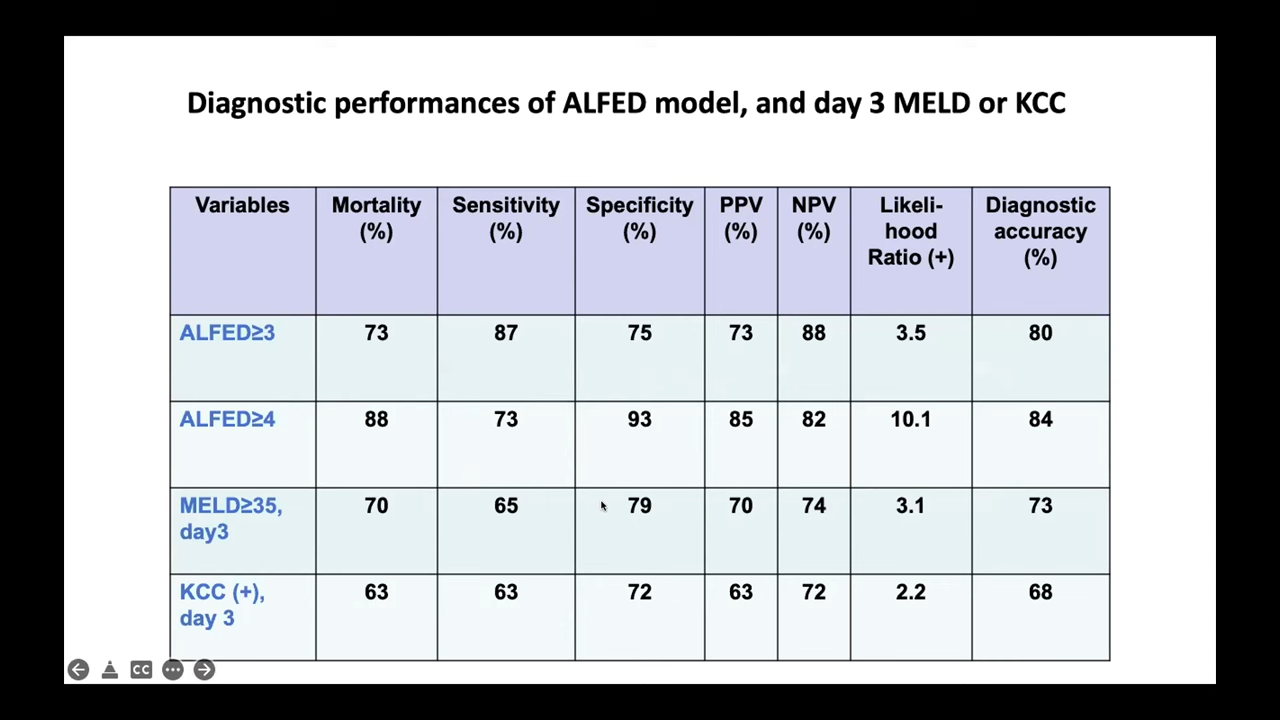 Diagnostic performances of ALFED model, and day 3 MELD or KCC
Variables Mortality (%) Sensitivity (%) Specificity (%) PPV (%) NPV (%) Likeli-hood Ratio (+) Diagnostic accuracy (%)
ALFED≥3 73 87 75 73 88 3.5 80
ALFED≥4 88 73 93 85 82 10.1 84
MELD≥35, day3 70 65 79 70 74 3.1 73
KCC (+), day 3 63 63 72 63 72 2.2 68
CC